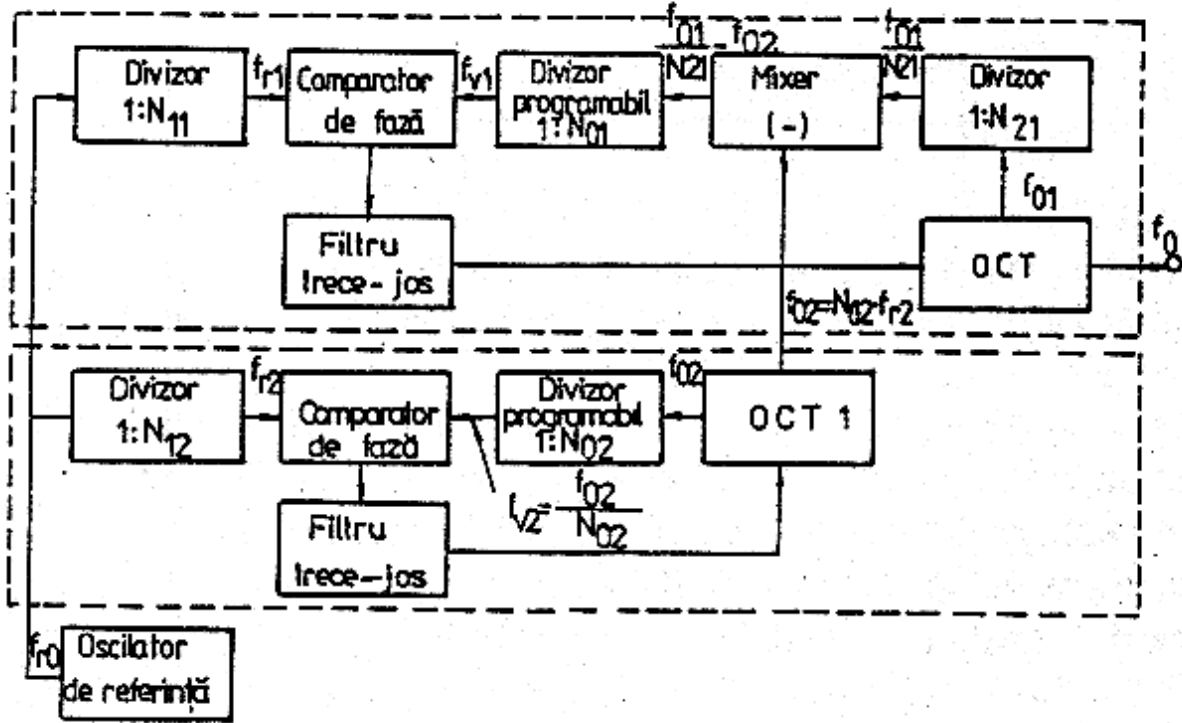 f01/N21 - f02
f01/N21
Divizor
1:N11
fr1
Comparator
de fază
fv1
Divizor
programabil
1:N01
Mixer
(-)
Divizor
1:N21
f01
Filtru
trece-jos
OCT
f0
f02=N02·fr2
Divizor
1:N12
fr2
Comparator
de fază
Divizor
programabil
1:N02
f02
OCT 1
fv2= f02/N02
Filtru
trece-jos
fr0
Oscilator
de referință